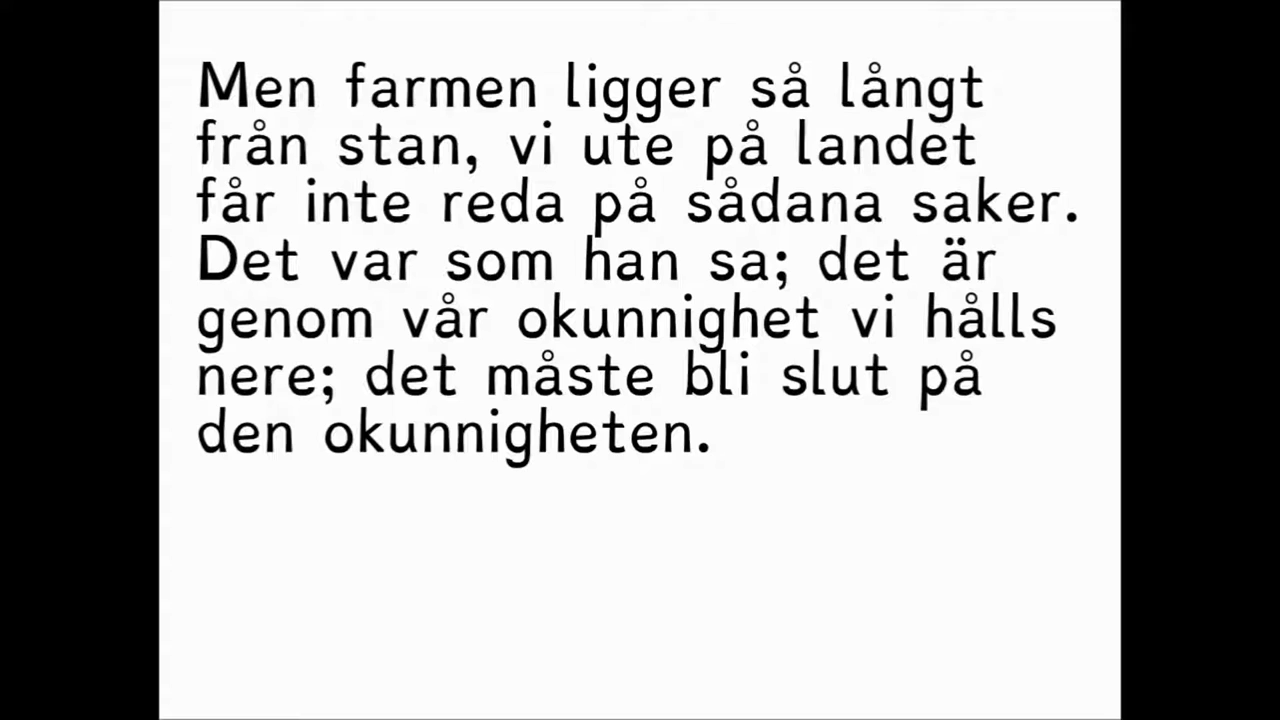 Men farmen ligger så långt
från stan, vi ute på landet
får inte reda på sådana saker.
Det var som han sa; det är
genom vår okunnighet vi hålls
nere; det måste bli slut på
den okunnigheten.